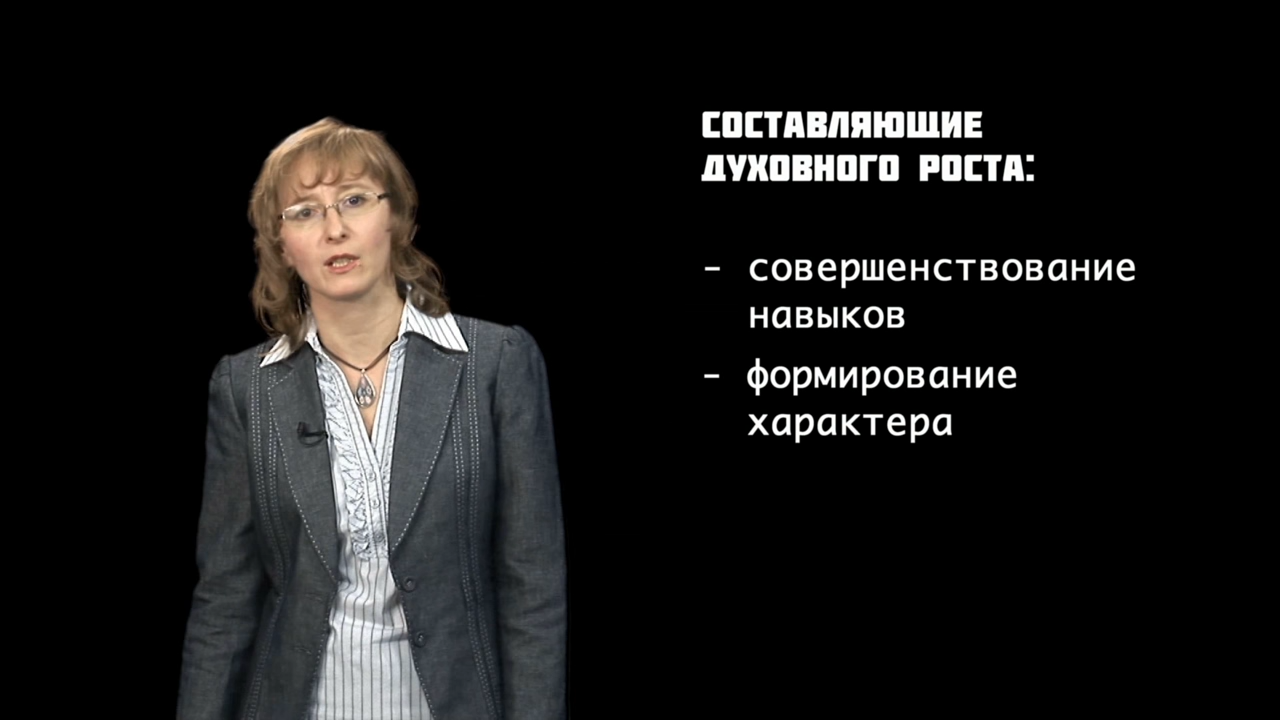 СОСТАВЛЯЮЩИЕ
ДУХОВНОГО РОСТА:
- совершенствование
навыков
- формирование
характера